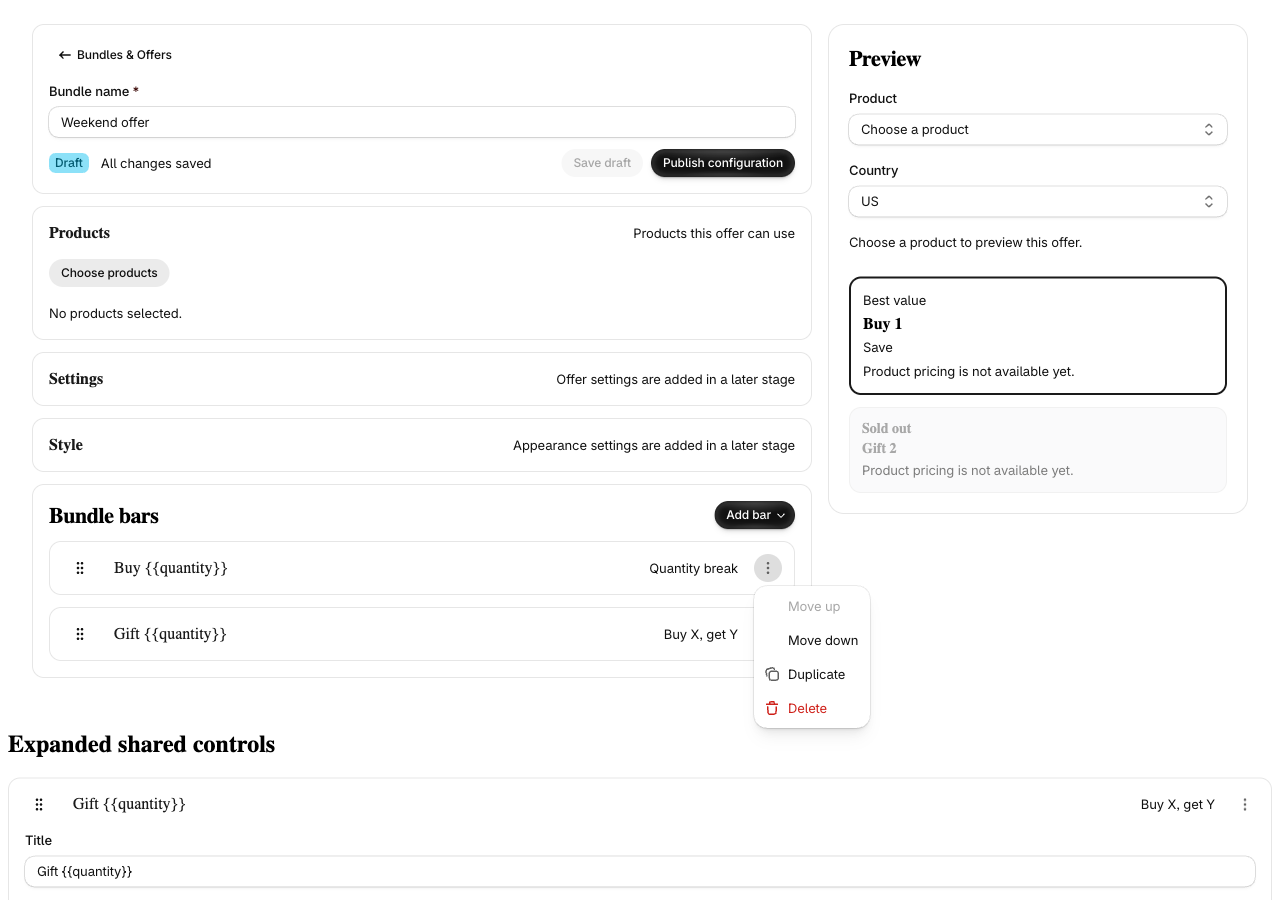 Bundles & Offers
Bundle name *
Weekend offer
Draft All changes saved Save draft Publish configuration
Products Products this offer can use
Choose products
No products selected.
Settings Offer settings are added in a later stage
Style Appearance settings are added in a later stage
Bundle bars Add bar
Buy {{quantity}} Quantity break
Gift {{quantity}} Buy X, get Y
Move up
Move down
Duplicate
Delete
Preview
Product
Choose a product
Country
US
Choose a product to preview this offer.
Best value
Buy 1
Save
Product pricing is not available yet.
Sold out
Gift 2
Product pricing is not available yet.
Expanded shared controls
Gift {{quantity}} Buy X, get Y
Title
Gift {{quantity}}